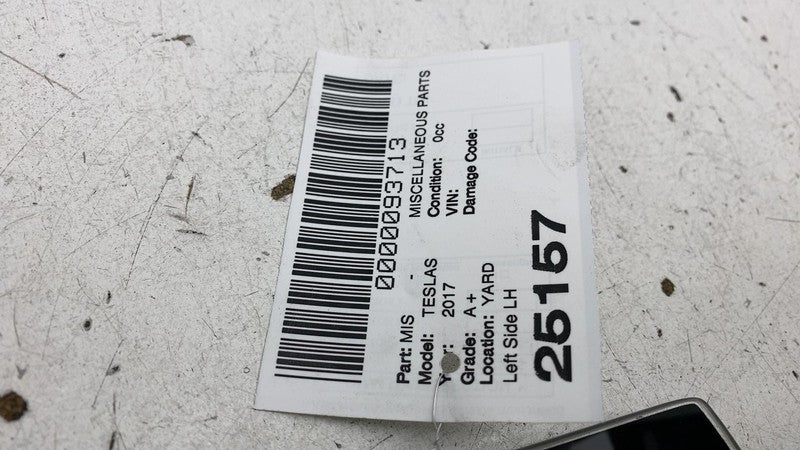 0000093713
Part: MIS - MISCELLANEOUS PARTS
Model: TESLAS Condition: 0cc
2017 VIN:
Grade: A+ Damage Code:
Location: YARD
Left Side LH
25157